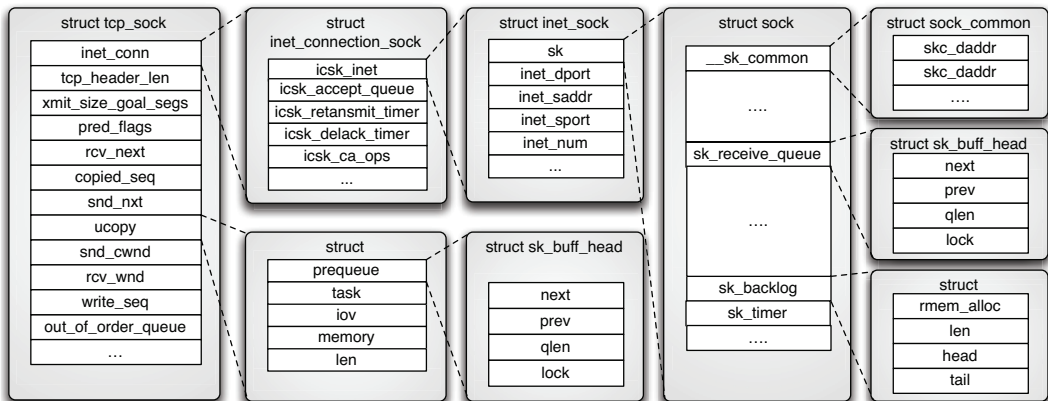 struct tcp_sock
inet_conn
tcp_header_len
xmit_size_goal_segs
pred_flags
rcv_next
copied_seq
snd_nxt
ucopy
snd_cwnd
rcv_wnd
write_seq
out_of_order_queue
...
struct
inet_connection_sock
icsk_inet
icsk_accept_queue
icsk_retansmit_timer
icsk_delack_timer
icsk_ca_ops
...
struct inet_sock
sk
inet_dport
inet_saddr
inet_sport
inet_num
...
struct
prequeue
task
iov
memory
len
struct sk_buff_head
next
prev
qlen
lock
struct sock
__sk_common
....
sk_receive_queue
....
sk_backlog
sk_timer
....
struct sock_common
skc_daddr
skc_daddr
....
struct sk_buff_head
next
prev
qlen
lock
struct
rmem_alloc
len
head
tail